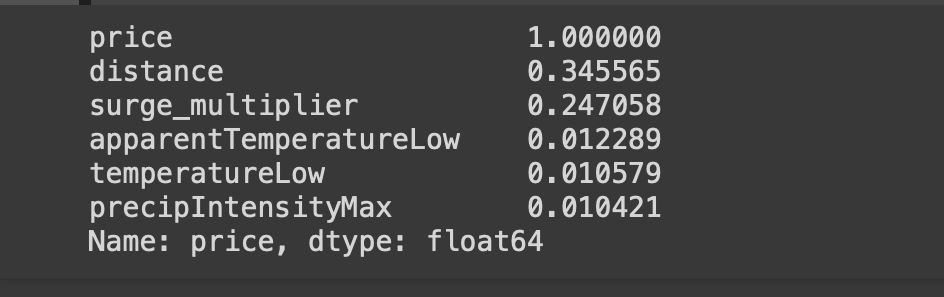 price 1.000000
distance 0.345565
surge_multiplier 0.247058
apparentTemperatureLow 0.012289
temperatureLow 0.010579
precipIntensityMax 0.010421
Name: price, dtype: float64